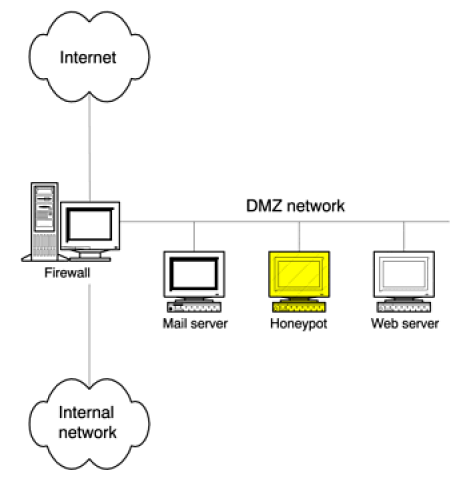 Internet
DMZ network
Firewall
Mail server
Honeypot
Web server
Internal
network